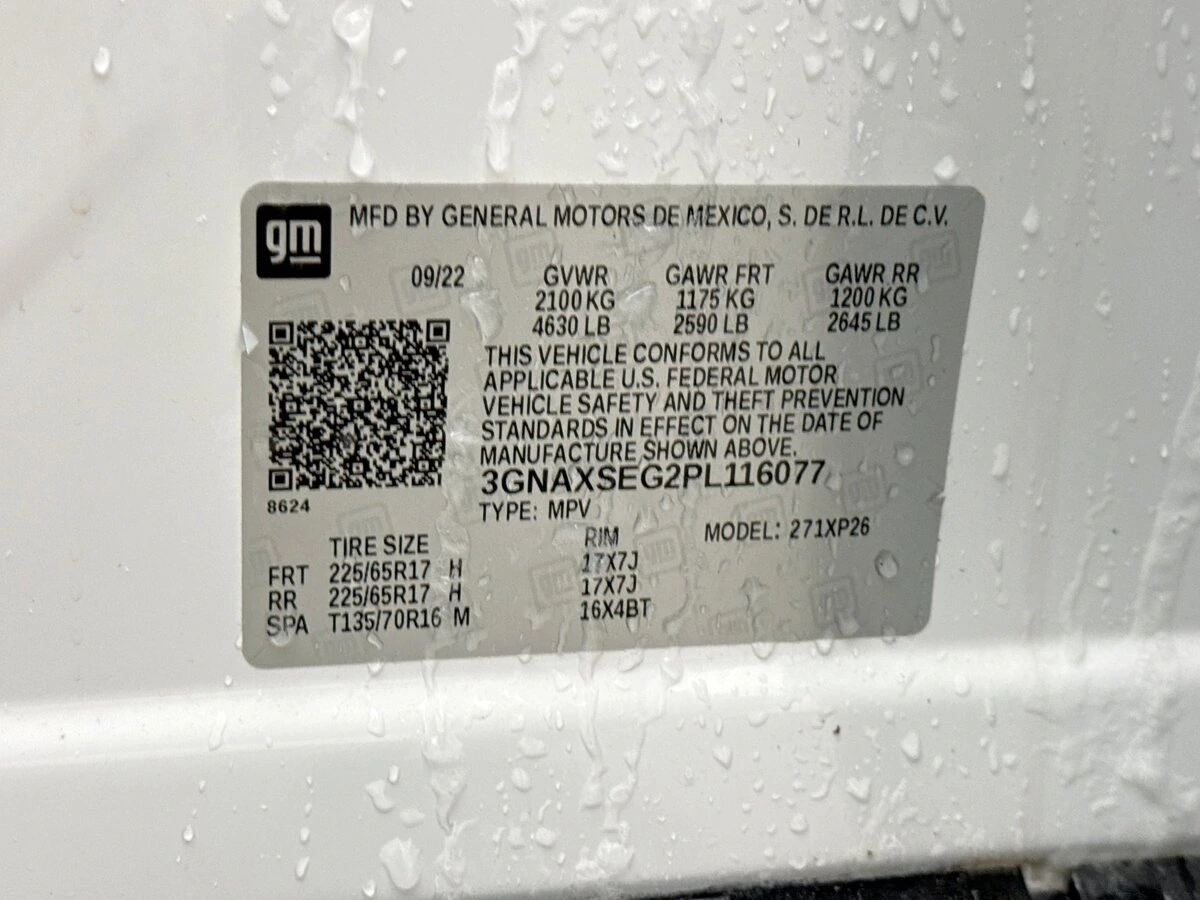 gm
MFD BY GENERAL MOTORS DE MEXICO, S. DE R.L. DE C.V.
09/22 GVWR GAWR FRT GAWR RR
2100 KG 1175 KG 1200 KG
4630 LB 2590 LB 2645 LB
THIS VEHICLE CONFORMS TO ALL
APPLICABLE U.S. FEDERAL MOTOR
VEHICLE SAFETY AND THEFT PREVENTION
STANDARDS IN EFFECT ON THE DATE OF
MANUFACTURE SHOWN ABOVE.
3GNAXSEG2PL116077
8624
TYPE: MPV MODEL: 271XP26
TIRE SIZE RIM
FRT 225/65R17 H 17X7J
RR 225/65R17 H 17X7J
SPA T135/70R16 M 16X4BT